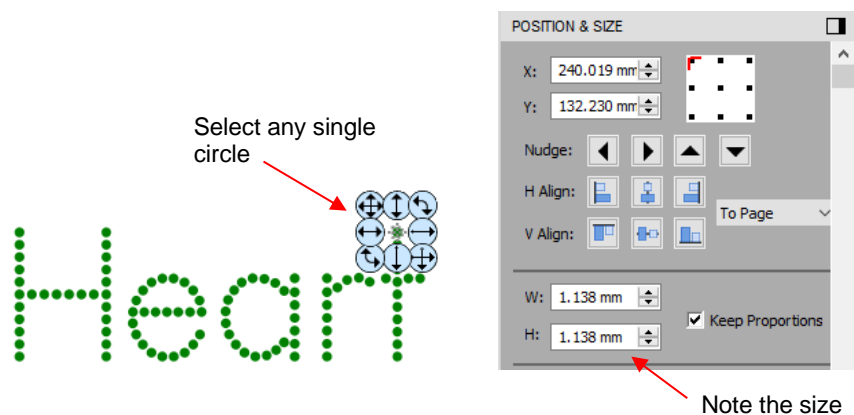 POSITION & SIZE
X: 240.019 mm
Y: 132.230 mm
Nudge:
H Align:
To Page
V Align:
W: 1.138 mm
Keep Proportions
H: 1.138 mm
Select any single
circle
Heart
Note the size